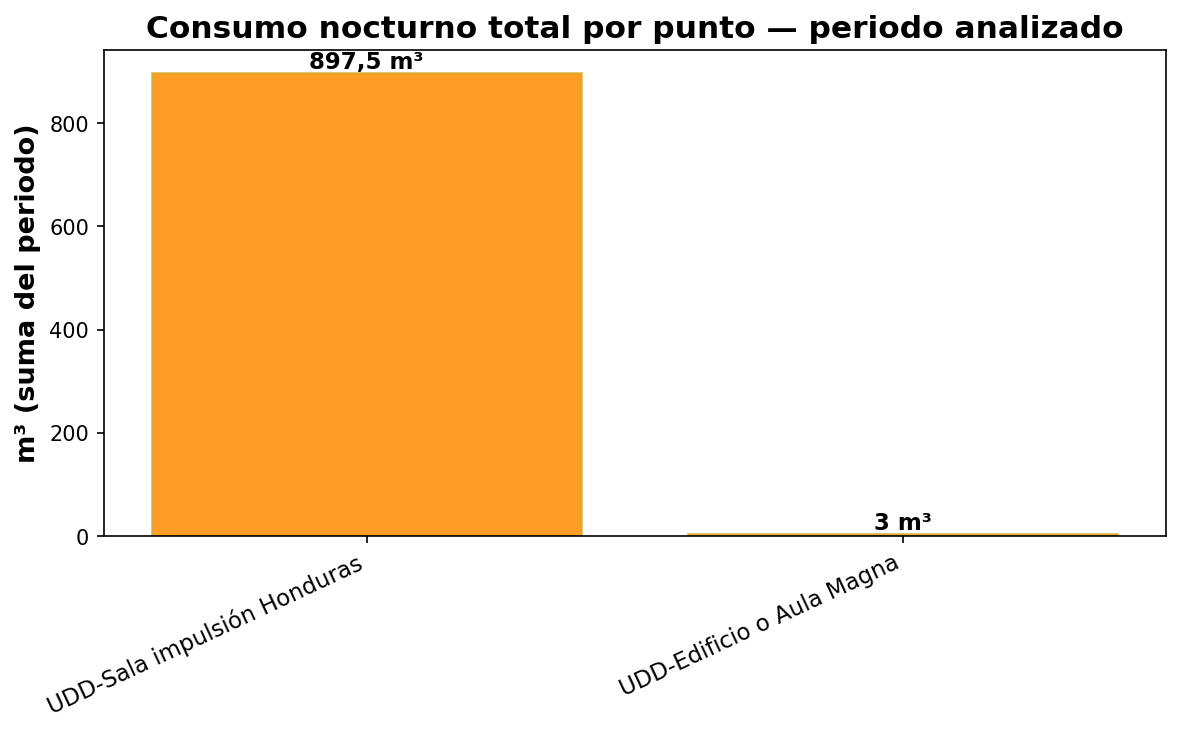 Consumo nocturno total por punto — periodo analizado
897,5 m³
3 m³
m³ (suma del periodo)
800
600
400
200
0
UDD-Sala impulsión Honduras
UDD-Edificio o Aula Magna